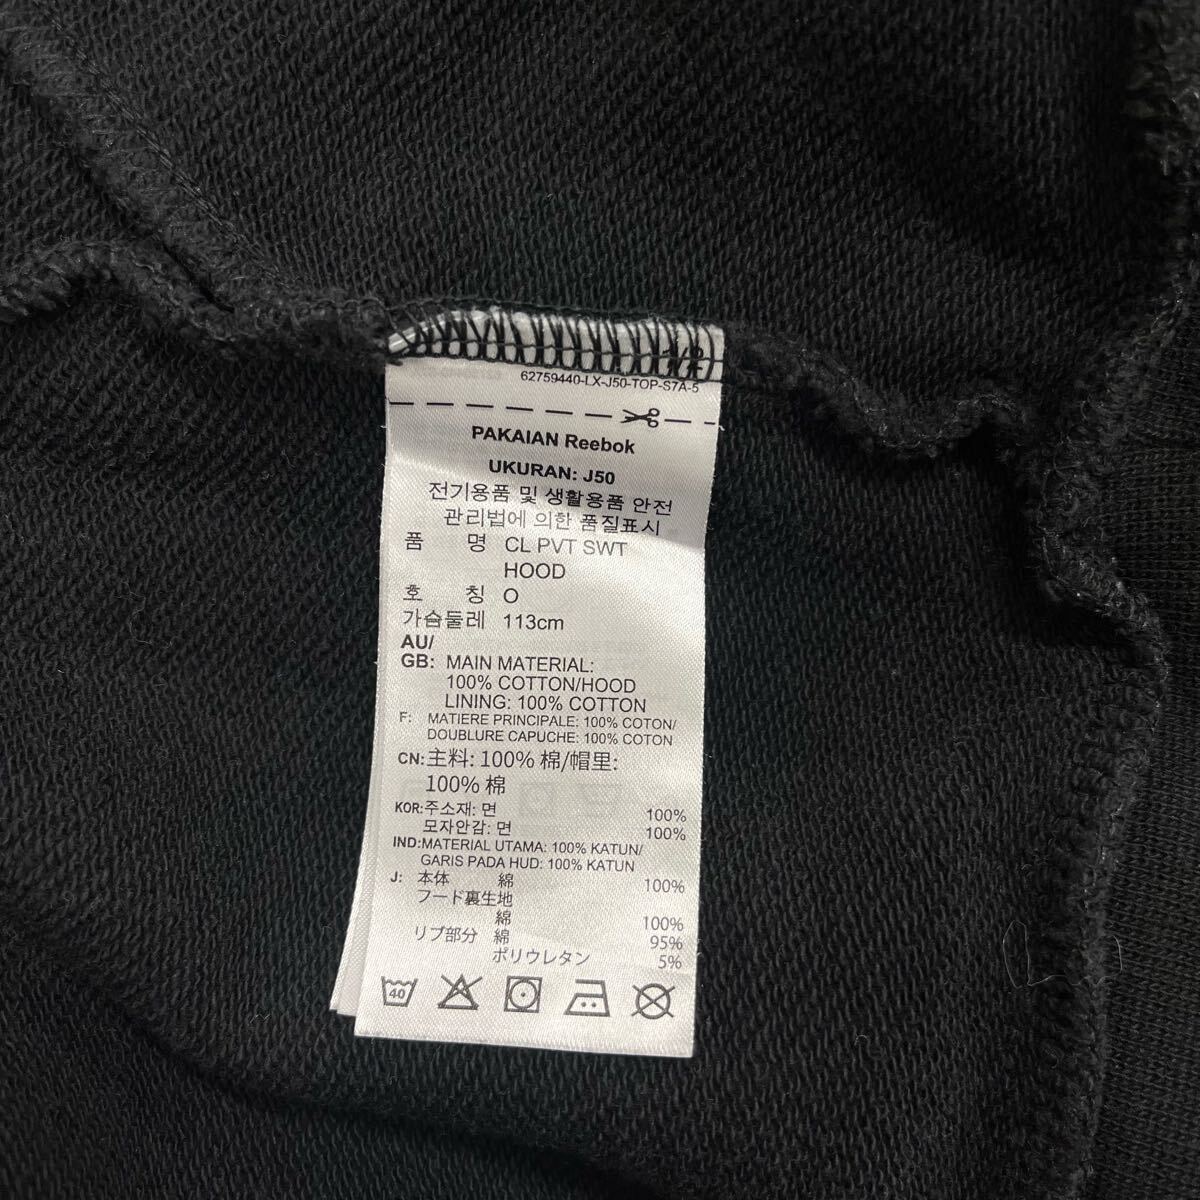 1/2
62759440-LX-J50-TOP-S7A-5
PAKAIAN Reebok
UKURAN: J50
전기용품 및 생활용품 안전
관리법에 의한 품질표시
품 명 CL PVT SWT
HOOD
호 칭 O
가슴둘레 113cm
AU/
GB: MAIN MATERIAL:
100% COTTON/HOOD
LINING: 100% COTTON
F: MATIERE PRINCIPALE: 100% COTON/
DOUBLURE CAPUCHE: 100% COTON
CN:主料: 100% 棉/帽里:
100% 棉
KOR:주소재: 면 100%
모자안감: 면 100%
IND:MATERIAL UTAMA: 100% KATUN/
GARIS PADA HUD: 100% KATUN
J: 本体 綿 100%
フード裏生地
綿 100%
リブ部分 綿 95%
ポリウレタン 5%
40